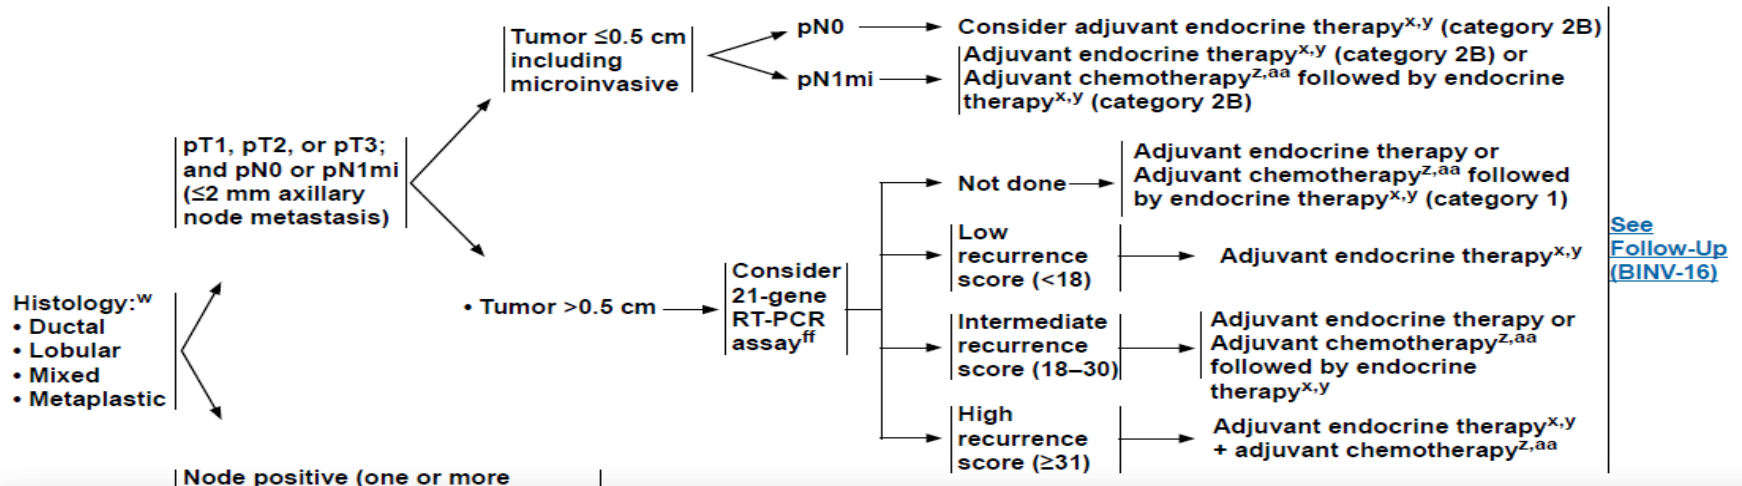 Histology:w
• Ductal
• Lobular
• Mixed
• Metaplastic
pT1, pT2, or pT3;
and pN0 or pN1mi
(≤2 mm axillary
node metastasis)
Tumor ≤0.5 cm
including
microinvasive
pN0
Consider adjuvant endocrine therapyx,y (category 2B)
pN1mi
Adjuvant endocrine therapyx,y (category 2B) or
Adjuvant chemotherapyz,aa followed by endocrine
therapyx,y (category 2B)
• Tumor >0.5 cm
Consider
21-gene
RT-PCR
assayff
Not done
Adjuvant endocrine therapy or
Adjuvant chemotherapyz,aa followed
by endocrine therapyx,y (category 1)
Low
recurrence
score (<18)
Adjuvant endocrine therapyx,y
Intermediate
recurrence
score (18–30)
Adjuvant endocrine therapy or
Adjuvant chemotherapyz,aa
followed by endocrine
therapyx,y
High
recurrence
score (≥31)
Adjuvant endocrine therapyx,y
+ adjuvant chemotherapyz,aa
See
Follow-Up
(BINV-16)
Node positive (one or more